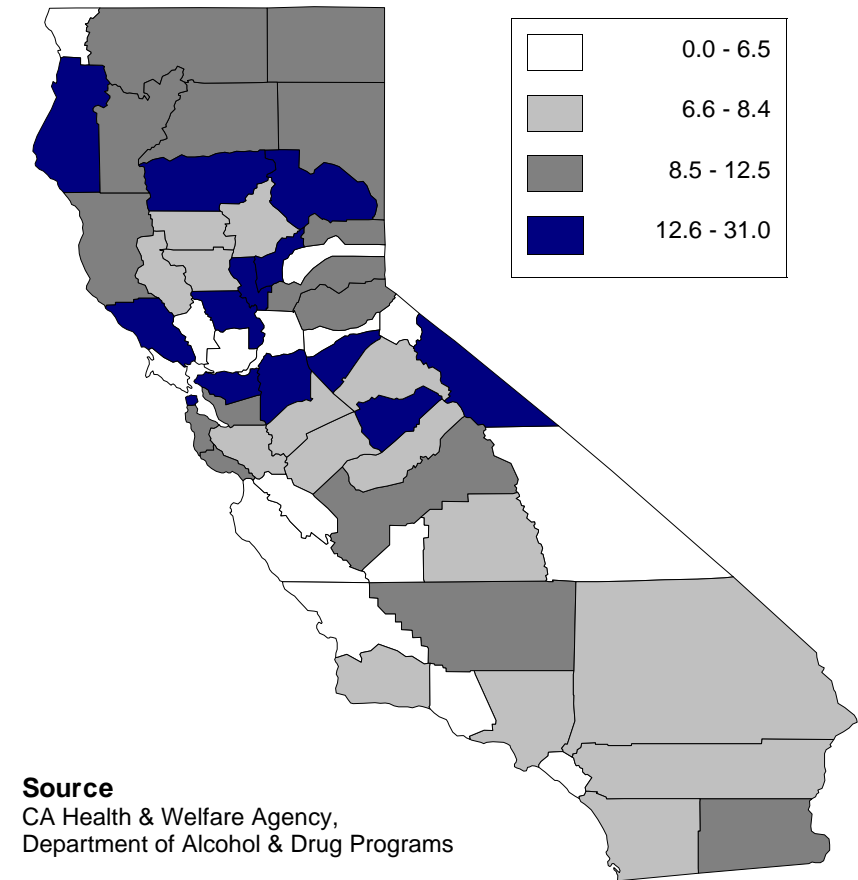 0.0 - 6.5
6.6 - 8.4
8.5 - 12.5
12.6 - 31.0
Source
CA Health & Welfare Agency,
Department of Alcohol & Drug Programs